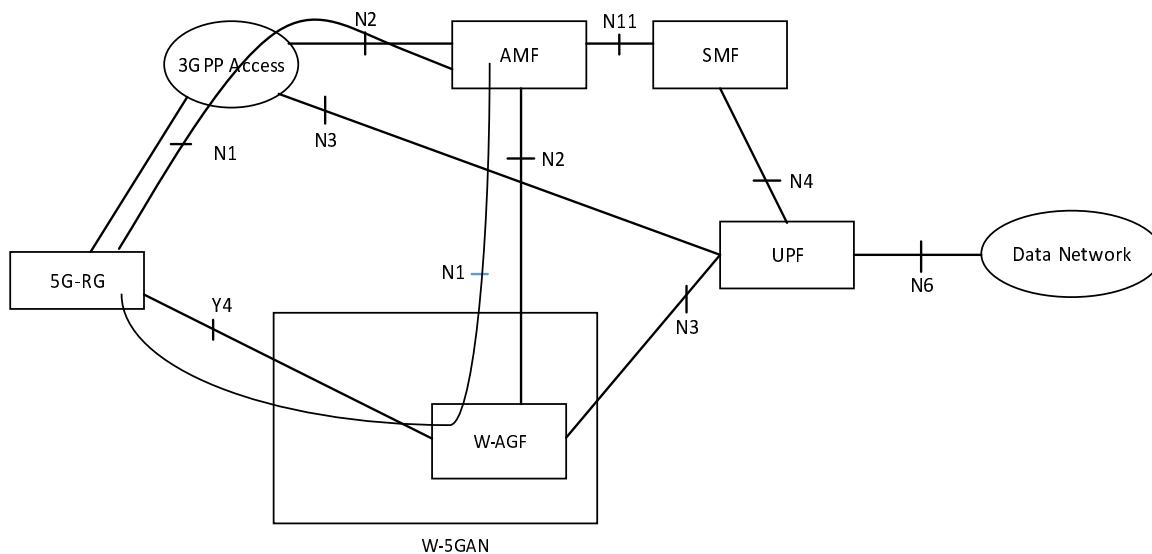 N2
N11
3GPP Access
AMF
SMF
N3
N1
N2
N4
5G-RG
UPF
Data Network
N1
N6
Y4
N3
W-AGF
W-5GAN